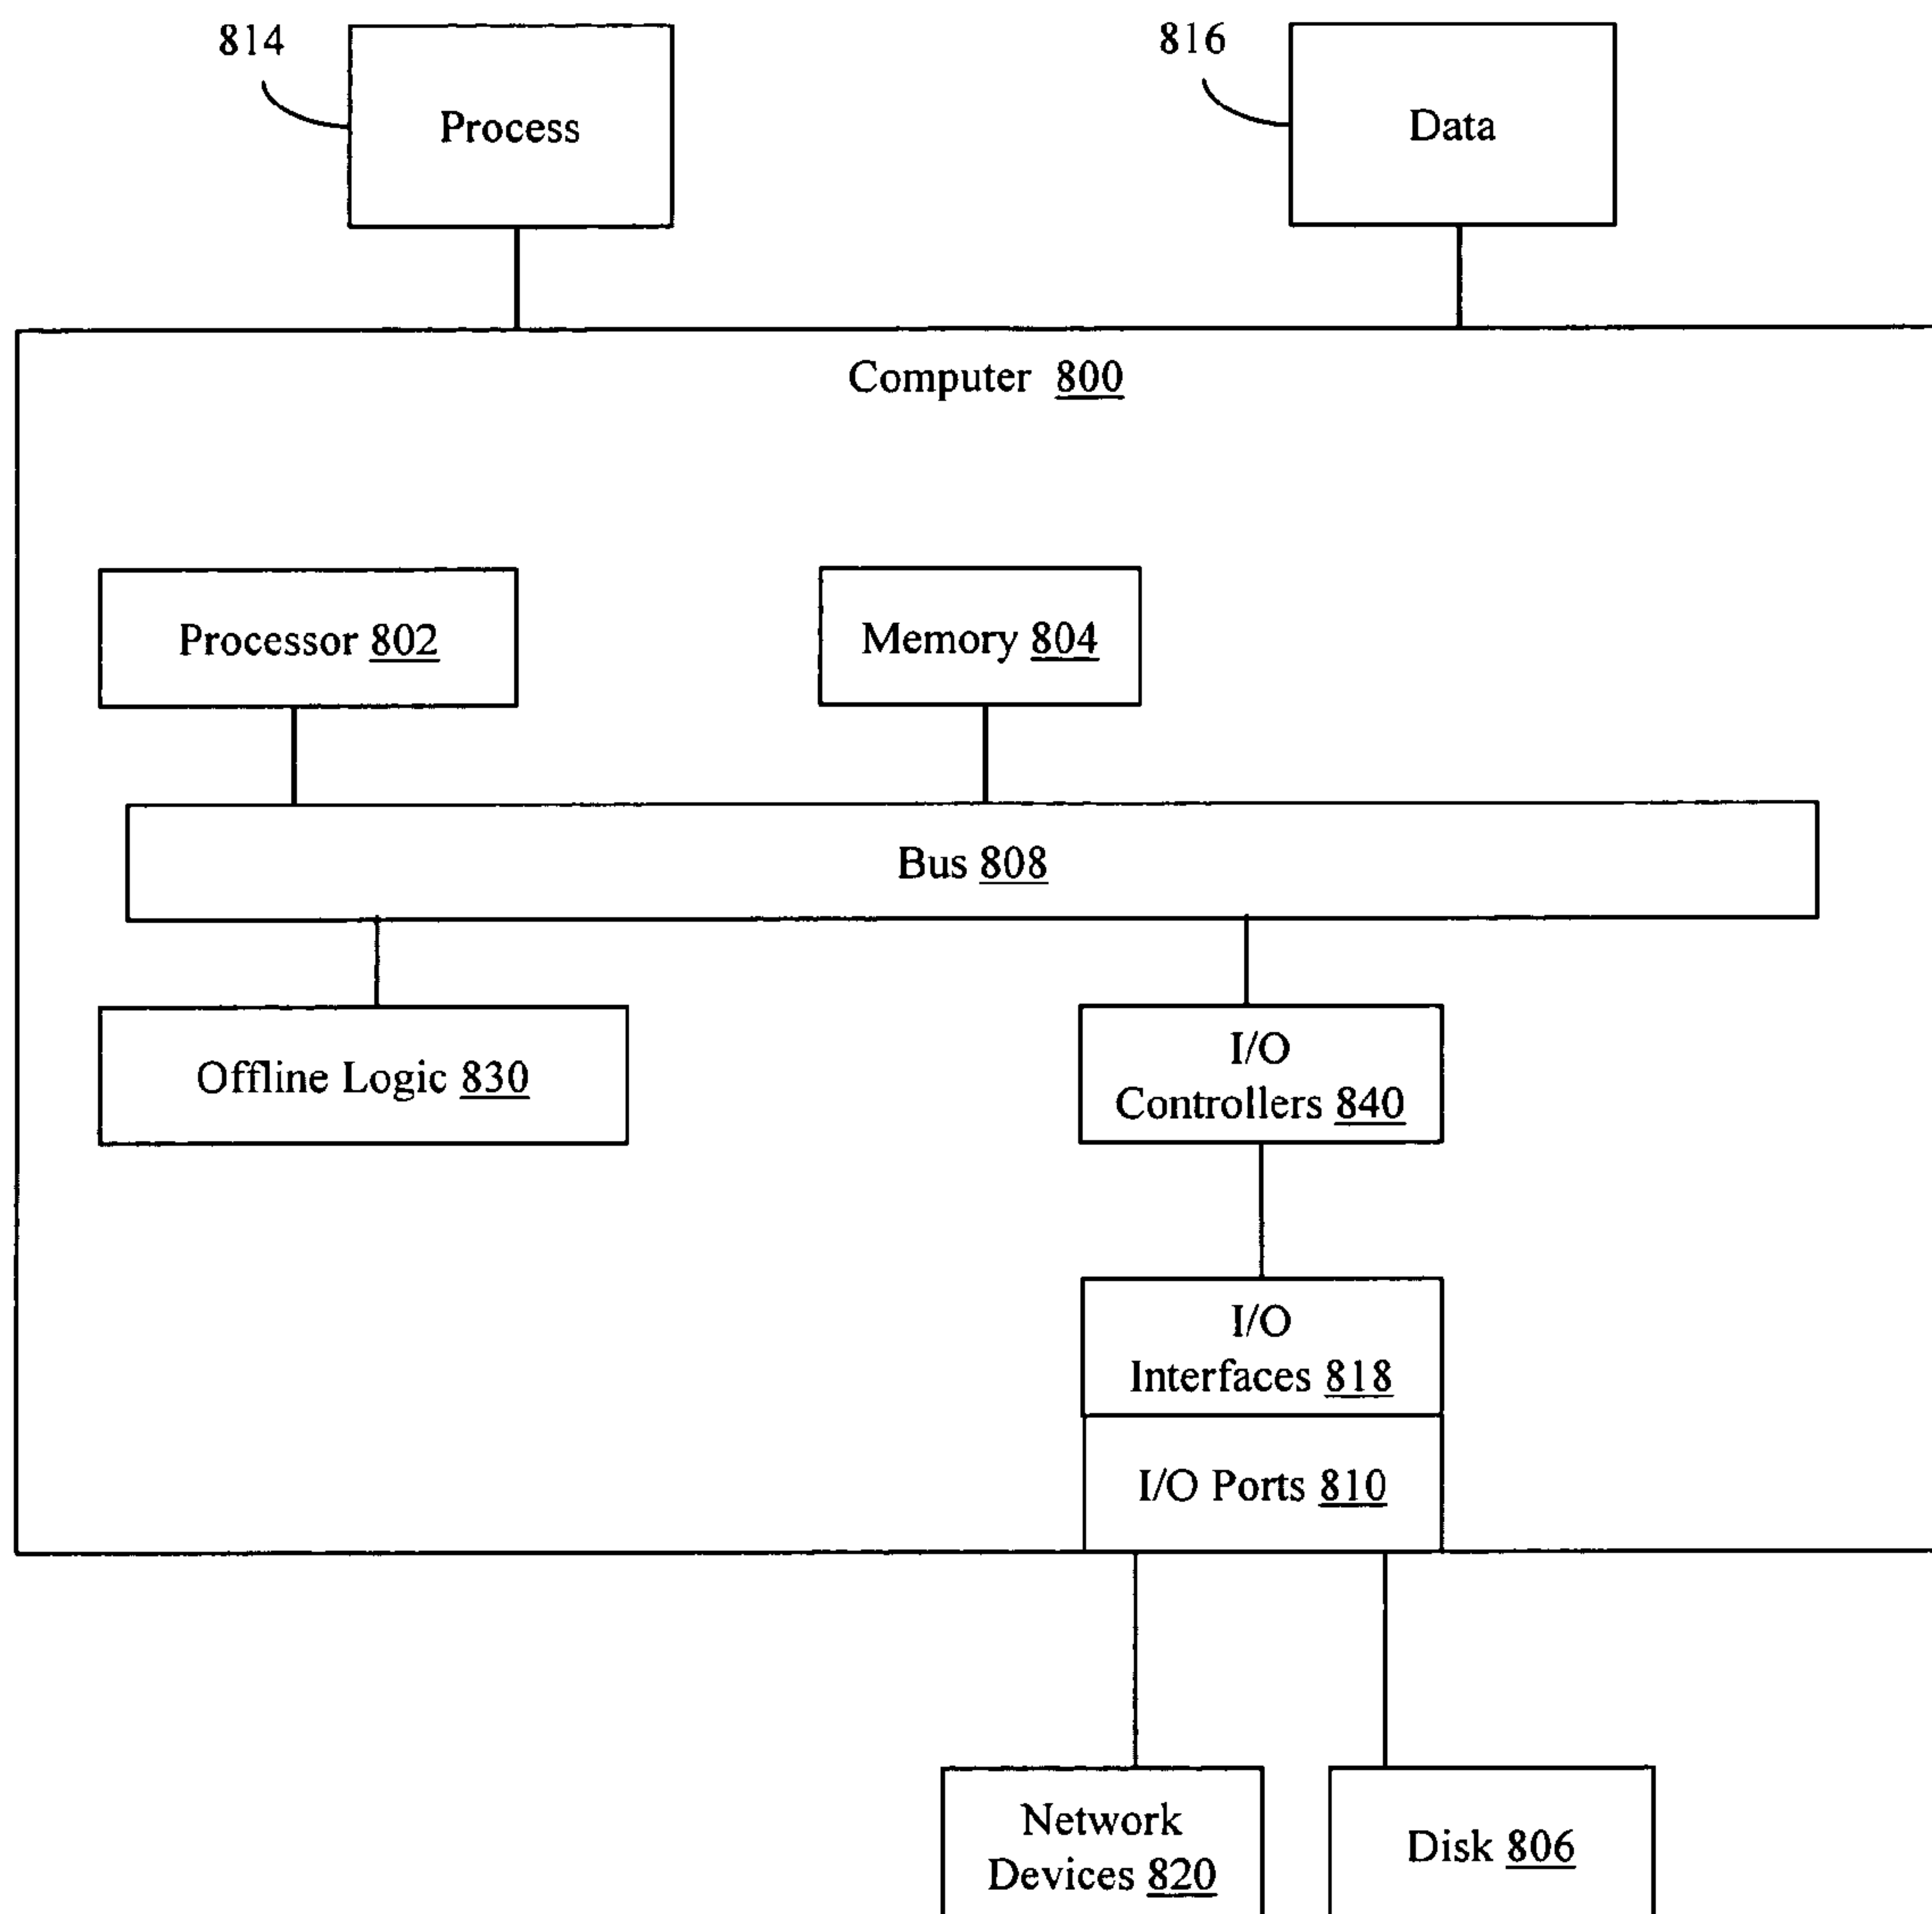 814
Process
816
Data
Computer 800
Processor 802
Memory 804
Bus 808
Offline Logic 830
I/O
Controllers 840
I/O
Interfaces 818
I/O Ports 810
Network
Devices 820
Disk 806